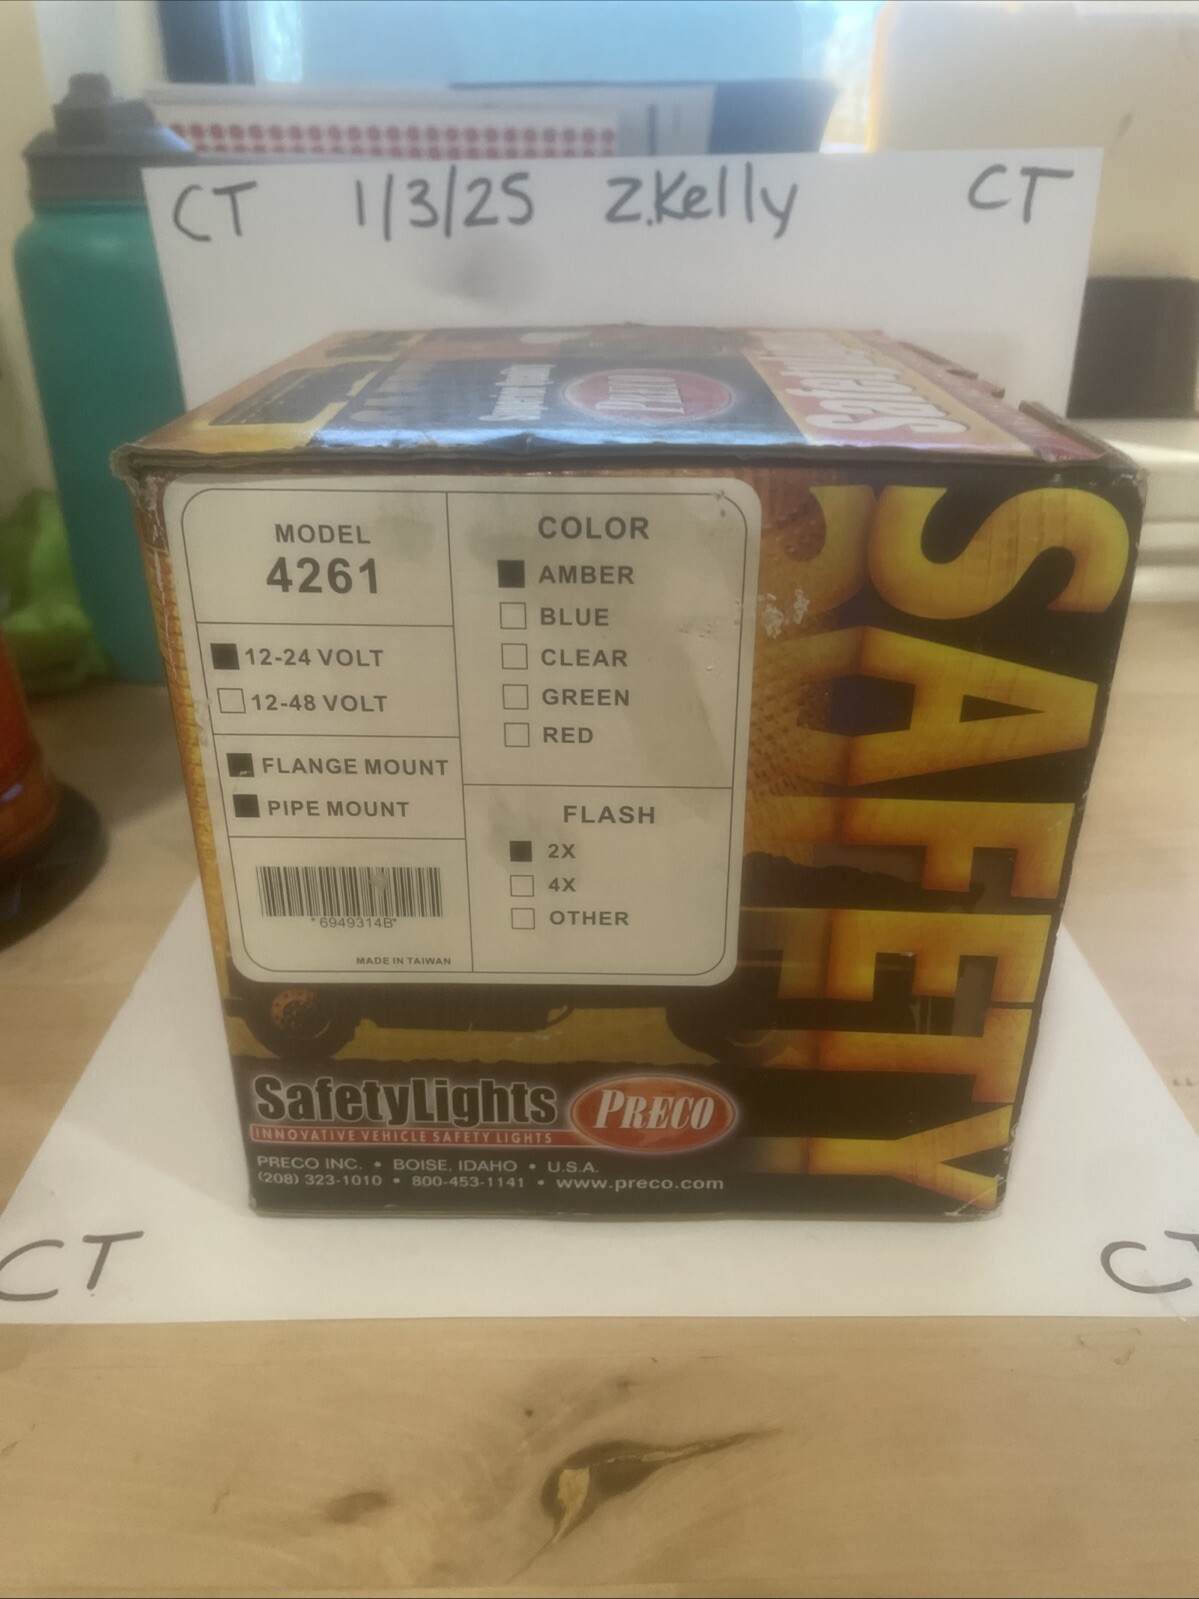 CT 1/3/25 Z.Kelly CT
PRECO
MODEL
4261
12-24 VOLT
12-48 VOLT
FLANGE MOUNT
PIPE MOUNT
*6949314B*
MADE IN TAIWAN
COLOR
AMBER
BLUE
CLEAR
GREEN
RED
FLASH
2X
4X
OTHER
SAFETY
SafetyLights PRECO
INNOVATIVE VEHICLE SAFETY LIGHTS
PRECO INC. • BOISE, IDAHO • U.S.A.
(208) 323-1010 • 800-453-1141 • www.preco.com
CT CT